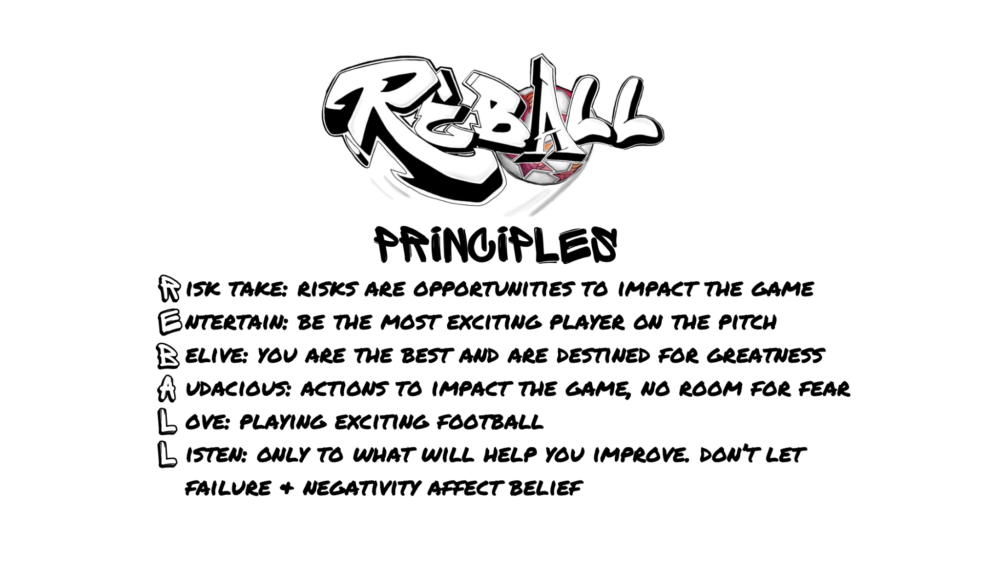 REBALL
PRINCIPLES
RISK TAKE: RISKS ARE OPPORTUNITIES TO IMPACT THE GAME
ENTERTAIN: BE THE MOST EXCITING PLAYER ON THE PITCH
BELIVE: YOU ARE THE BEST AND ARE DESTINED FOR GREATNESS
AUDACIOUS: ACTIONS TO IMPACT THE GAME, NO ROOM FOR FEAR
LOVE: PLAYING EXCITING FOOTBALL
LISTEN: ONLY TO WHAT WILL HELP YOU IMPROVE. DON'T LET
FAILURE & NEGATIVITY AFFECT BELIEF